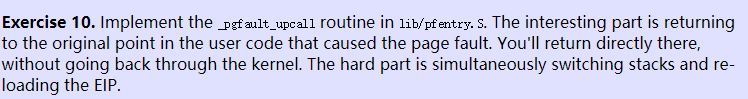 Exercise 10. Implement the _pgfault_upcall routine in lib/pfentry.S. The interesting part is returning
to the original point in the user code that caused the page fault. You'll return directly there,
without going back through the kernel. The hard part is simultaneously switching stacks and re-
loading the EIP.